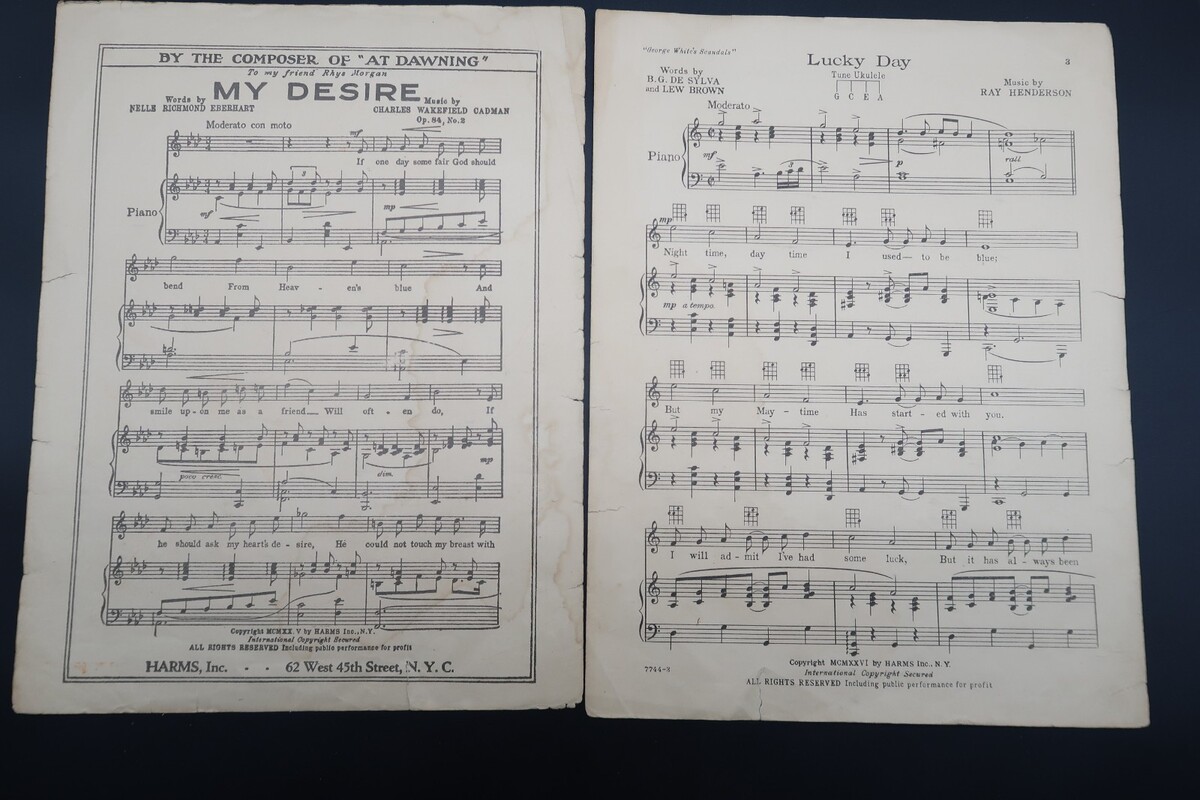 BY THE COMPOSER OF "AT DAWNING"
To my friend Rhys Morgan
MY DESIRE
Words by
NELLE RICHMOND EBERHART
Music by
CHARLES WAKEFIELD CADMAN
Op. 84, No. 2
Moderato con moto
mf
If one day some fair God should
Piano
mf
3
mp
bend From Heav - en's blue And
smile up - on me as a friend Will oft - en do, If
poco cresc.
dim.
mp
he should ask my heart's de - sire, He could not touch my breast with
Copyright MCMXXV by HARMS Inc., N.Y.
International Copyright Secured
ALL RIGHTS RESERVED Including public performance for profit
HARMS, Inc. · · 62 West 45th Street, N. Y. C.
"George White's Scandals"
Lucky Day
3
Words by
B. G. DE SYLVA
and LEW BROWN
Tune Ukulele
G C E A
Music by
RAY HENDERSON
Moderato
Piano
mf
3
p
rall
mp
Night time, day time I used — to be blue;
mp a tempo
But my May - time Has start - ed with you.
I will ad - mit I've had some luck, But it has al - ways been
7744-3
Copyright MCMXXVI by HARMS Inc., N. Y.
International Copyright Secured
ALL RIGHTS RESERVED Including public performance for profit